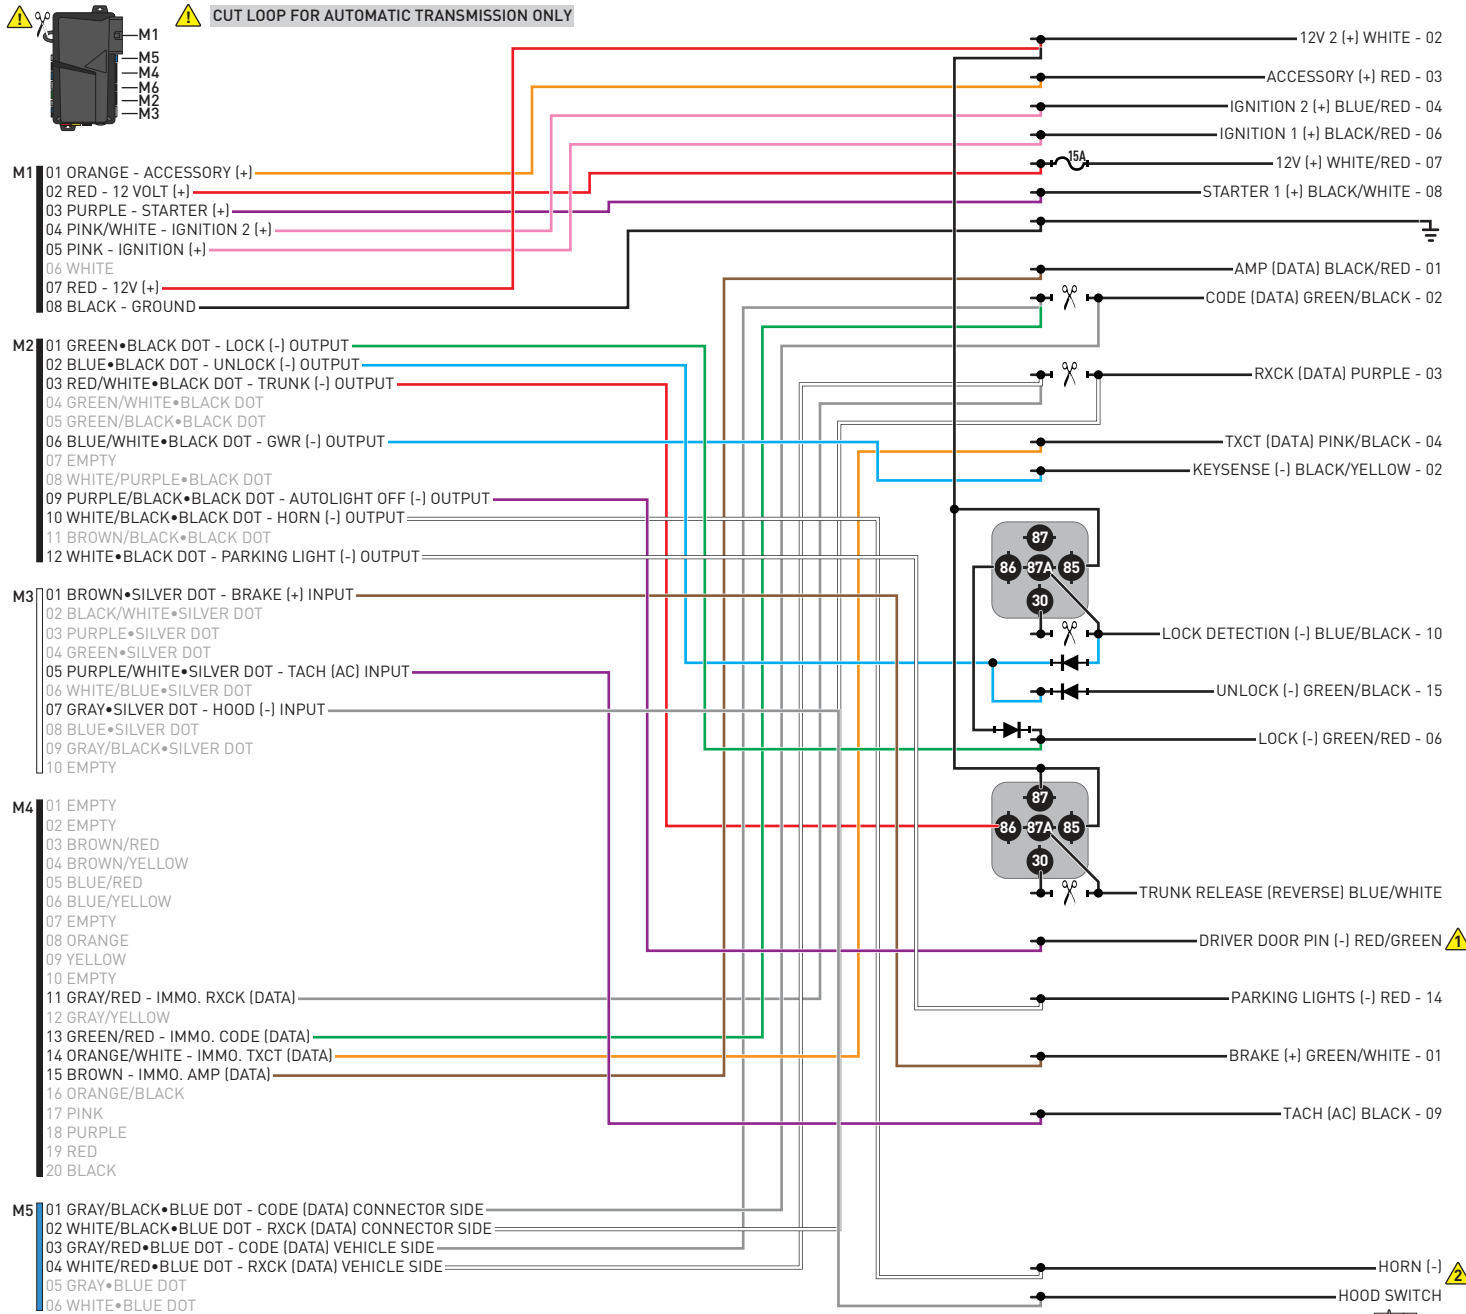 ! ! CUT LOOP FOR AUTOMATIC TRANSMISSION ONLY
M1
M5
M4
M6
M2
M3
M1
01 ORANGE - ACCESSORY (+)
02 RED - 12 VOLT (+)
03 PURPLE - STARTER (+)
04 PINK/WHITE - IGNITION 2 (+)
05 PINK - IGNITION (+)
06 WHITE
07 RED - 12V (+)
08 BLACK - GROUND
M2
01 GREEN•BLACK DOT - LOCK (-) OUTPUT
02 BLUE•BLACK DOT - UNLOCK (-) OUTPUT
03 RED/WHITE•BLACK DOT - TRUNK (-) OUTPUT
04 GREEN/WHITE•BLACK DOT
05 GREEN/BLACK•BLACK DOT
06 BLUE/WHITE•BLACK DOT - GWR (-) OUTPUT
07 EMPTY
08 WHITE/PURPLE•BLACK DOT
09 PURPLE/BLACK•BLACK DOT - AUTOLIGHT OFF (-) OUTPUT
10 WHITE/BLACK•BLACK DOT - HORN (-) OUTPUT
11 BROWN/BLACK•BLACK DOT
12 WHITE•BLACK DOT - PARKING LIGHT (-) OUTPUT
M3
01 BROWN•SILVER DOT - BRAKE (+) INPUT
02 BLACK/WHITE•SILVER DOT
03 PURPLE•SILVER DOT
04 GREEN•SILVER DOT
05 PURPLE/WHITE•SILVER DOT - TACH (AC) INPUT
06 WHITE/BLUE•SILVER DOT
07 GRAY•SILVER DOT - HOOD (-) INPUT
08 BLUE•SILVER DOT
09 GRAY/BLACK•SILVER DOT
10 EMPTY
M4
01 EMPTY
02 EMPTY
03 BROWN/RED
04 BROWN/YELLOW
05 BLUE/RED
06 BLUE/YELLOW
07 EMPTY
08 ORANGE
09 YELLOW
10 EMPTY
11 GRAY/RED - IMMO. RXCK (DATA)
12 GRAY/YELLOW
13 GREEN/RED - IMMO. CODE (DATA)
14 ORANGE/WHITE - IMMO. TXCT (DATA)
15 BROWN - IMMO. AMP (DATA)
16 ORANGE/BLACK
17 PINK
18 PURPLE
19 RED
20 BLACK
M5
01 GRAY/BLACK•BLUE DOT - CODE (DATA) CONNECTOR SIDE
02 WHITE/BLACK•BLUE DOT - RXCK (DATA) CONNECTOR SIDE
03 GRAY/RED•BLUE DOT - CODE (DATA) VEHICLE SIDE
04 WHITE/RED•BLUE DOT - RXCK (DATA) VEHICLE SIDE
05 GRAY•BLUE DOT
06 WHITE•BLUE DOT
12V 2 (+) WHITE - 02
ACCESSORY (+) RED - 03
IGNITION 2 (+) BLUE/RED - 04
IGNITION 1 (+) BLACK/RED - 06
15A 12V (+) WHITE/RED - 07
STARTER 1 (+) BLACK/WHITE - 08
AMP (DATA) BLACK/RED - 01
CODE (DATA) GREEN/BLACK - 02
RXCK (DATA) PURPLE - 03
TXCT (DATA) PINK/BLACK - 04
KEYSENSE (-) BLACK/YELLOW - 02
87
86 87A 85
30
LOCK DETECTION (-) BLUE/BLACK - 10
UNLOCK (-) GREEN/BLACK - 15
LOCK (-) GREEN/RED - 06
87
86 87A 85
30
TRUNK RELEASE (REVERSE) BLUE/WHITE
DRIVER DOOR PIN (-) RED/GREEN 1
PARKING LIGHTS (-) RED - 14
BRAKE (+) GREEN/WHITE - 01
TACH (AC) BLACK - 09
HORN (-) 2
HOOD SWITCH